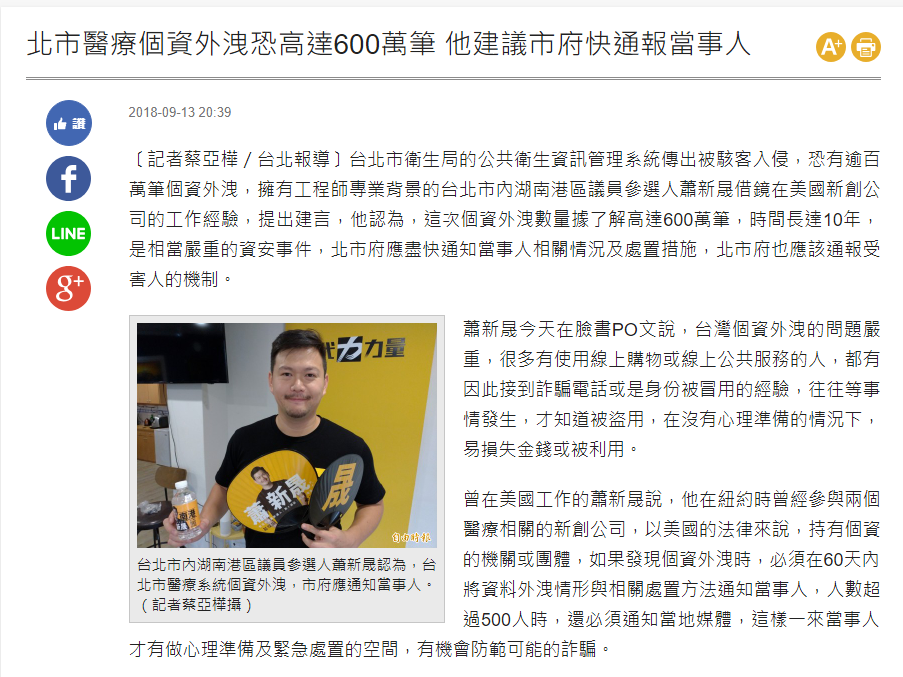 北市醫療個資外洩恐高達600萬筆 他建議市府快通報當事人
A+
讚
2018-09-13 20:39
f
LINE
g+
〔記者蔡亞樺／台北報導〕台北市衛生局的公共衛生資訊管理系統傳出被駭客入侵，恐有逾百
萬筆個資外洩，擁有工程師專業背景的台北市內湖南港區議員參選人蕭新晟借鏡在美國新創公
司的工作經驗，提出建言，他認為，這次個資外洩數量據了解高達600萬筆，時間長達10年，
是相當嚴重的資安事件，北市府應盡快通知當事人相關情況及處置措施，北市府也應該通報受
害人的機制。
力量
蕭新晟
晟
南港
自由時報
台北市內湖南港區議員參選人蕭新晟認為，台
北市醫療系統個資外洩，市府應通知當事人。
（記者蔡亞樺攝）
蕭新晟今天在臉書PO文說，台灣個資外洩的問題嚴
重，很多有使用線上購物或線上公共服務的人，都有
因此接到詐騙電話或是身份被冒用的經驗，往往等事
情發生，才知道被盜用，在沒有心理準備的情況下，
易損失金錢或被利用。
曾在美國工作的蕭新晟說，他在紐約時曾經參與兩個
醫療相關的新創公司，以美國的法律來說，持有個資
的機關或團體，如果發現個資外洩時，必須在60天內
將資料外洩情形與相關處置方法通知當事人，人數超
過500人時，還必須通知當地媒體，這樣一來當事人
才有做心理準備及緊急處置的空間，有機會防範可能的詐騙。